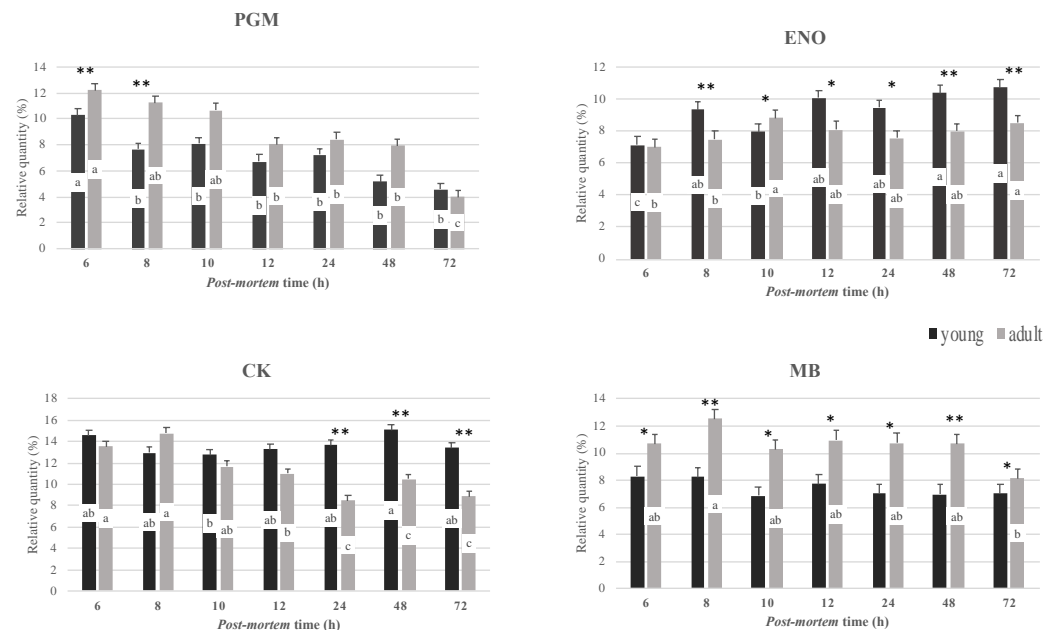 PGM
Relative quantity (%)
14
12
10
8
6
4
2
0
** **
a a b ab b ab b b b b b b b c
6 8 10 12 24 48 72
Post-mortem time (h)
ENO
Relative quantity (%)
12
10
8
6
4
2
0
** * * * ** **
c b ab b b a ab ab ab ab a ab a a
6 8 10 12 24 48 72
Post-mortem time (h)
young adult
CK
Relative quantity (%)
18
16
14
12
10
8
6
4
2
0
** ** **
ab a ab a b ab ab b ab c a c ab c
6 8 10 12 24 48 72
Post-mortem time (h)
MB
Relative quantity (%)
14
12
10
8
6
4
2
0
* ** * * * ** *
ab a ab ab ab ab b
6 8 10 12 24 48 72
Post-mortem time (h)